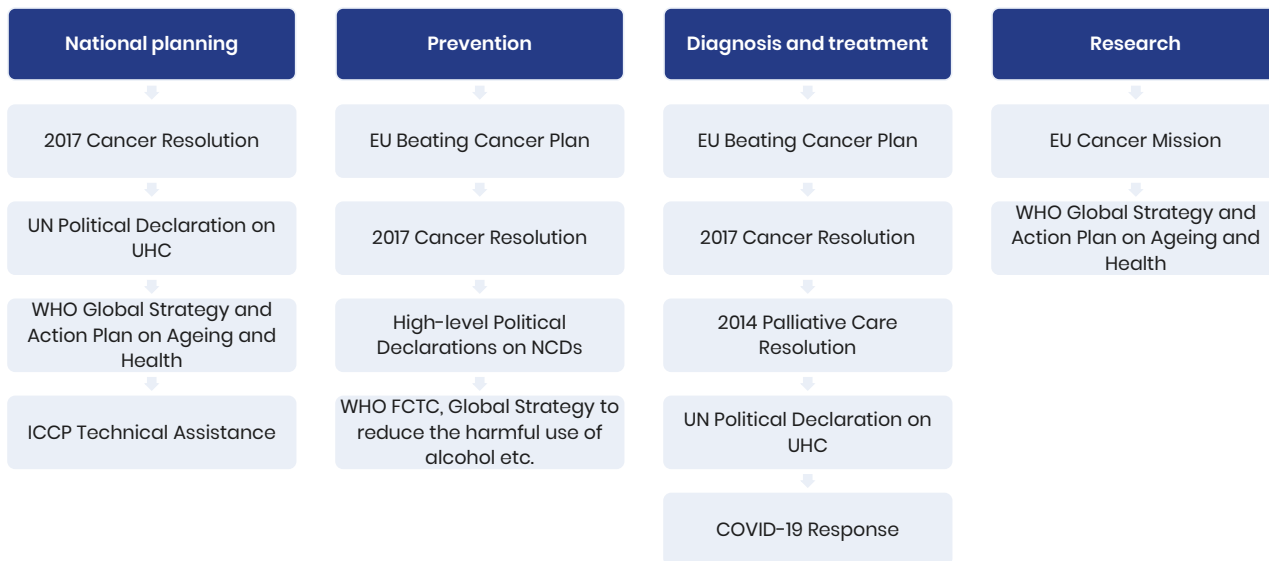 National planning
2017 Cancer Resolution
UN Political Declaration on
UHC
WHO Global Strategy and
Action Plan on Ageing and
Health
ICCP Technical Assistance
Prevention
EU Beating Cancer Plan
2017 Cancer Resolution
High-level Political
Declarations on NCDs
WHO FCTC, Global Strategy to
reduce the harmful use of
alcohol etc.
Diagnosis and treatment
EU Beating Cancer Plan
2017 Cancer Resolution
2014 Palliative Care
Resolution
UN Political Declaration on
UHC
COVID-19 Response
Research
EU Cancer Mission
WHO Global Strategy and
Action Plan on Ageing and
Health